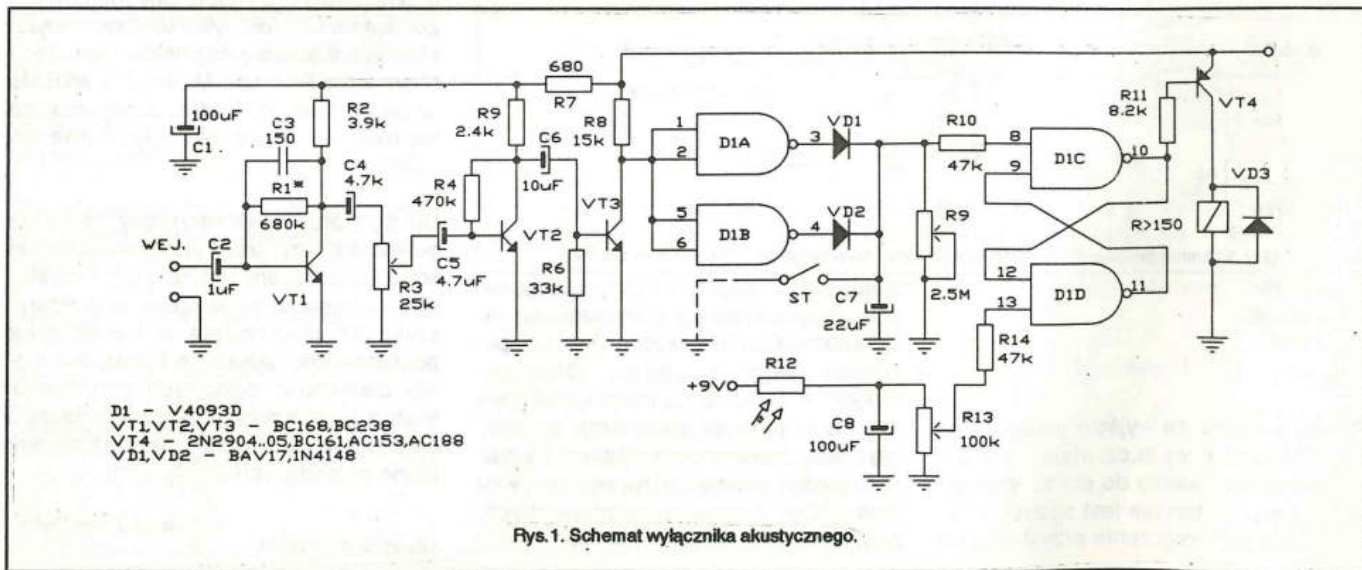 680
R7
R11
8.2k
VT4
100uF
C1
R2
3.9k
C3
150
R9
2.4k
C6
10uF
R8
15k
1
2
D1A
3
VD1
R10
47k
8
9
D1C
10
VD3
R1*
680k
C4
4.7k
R4
470k
VT3
VT2
5
6
D1B
4
VD2
R9
2.5M
R>150
WEJ.
C2
1uF
VT1
R3
25k
C5
4.7uF
R6
33k
ST
C7
22uF
12
13
D1D
11
R14
47k
R12
+9V
C8
100uF
R13
100k
D1 - V4093D
VT1,VT2,VT3 - BC168,BC238
VT4 - 2N2904..05,BC161,AC153,AC188
VD1,VD2 - BAV17,1N4148
Rys.1. Schemat wyłącznika akustycznego.